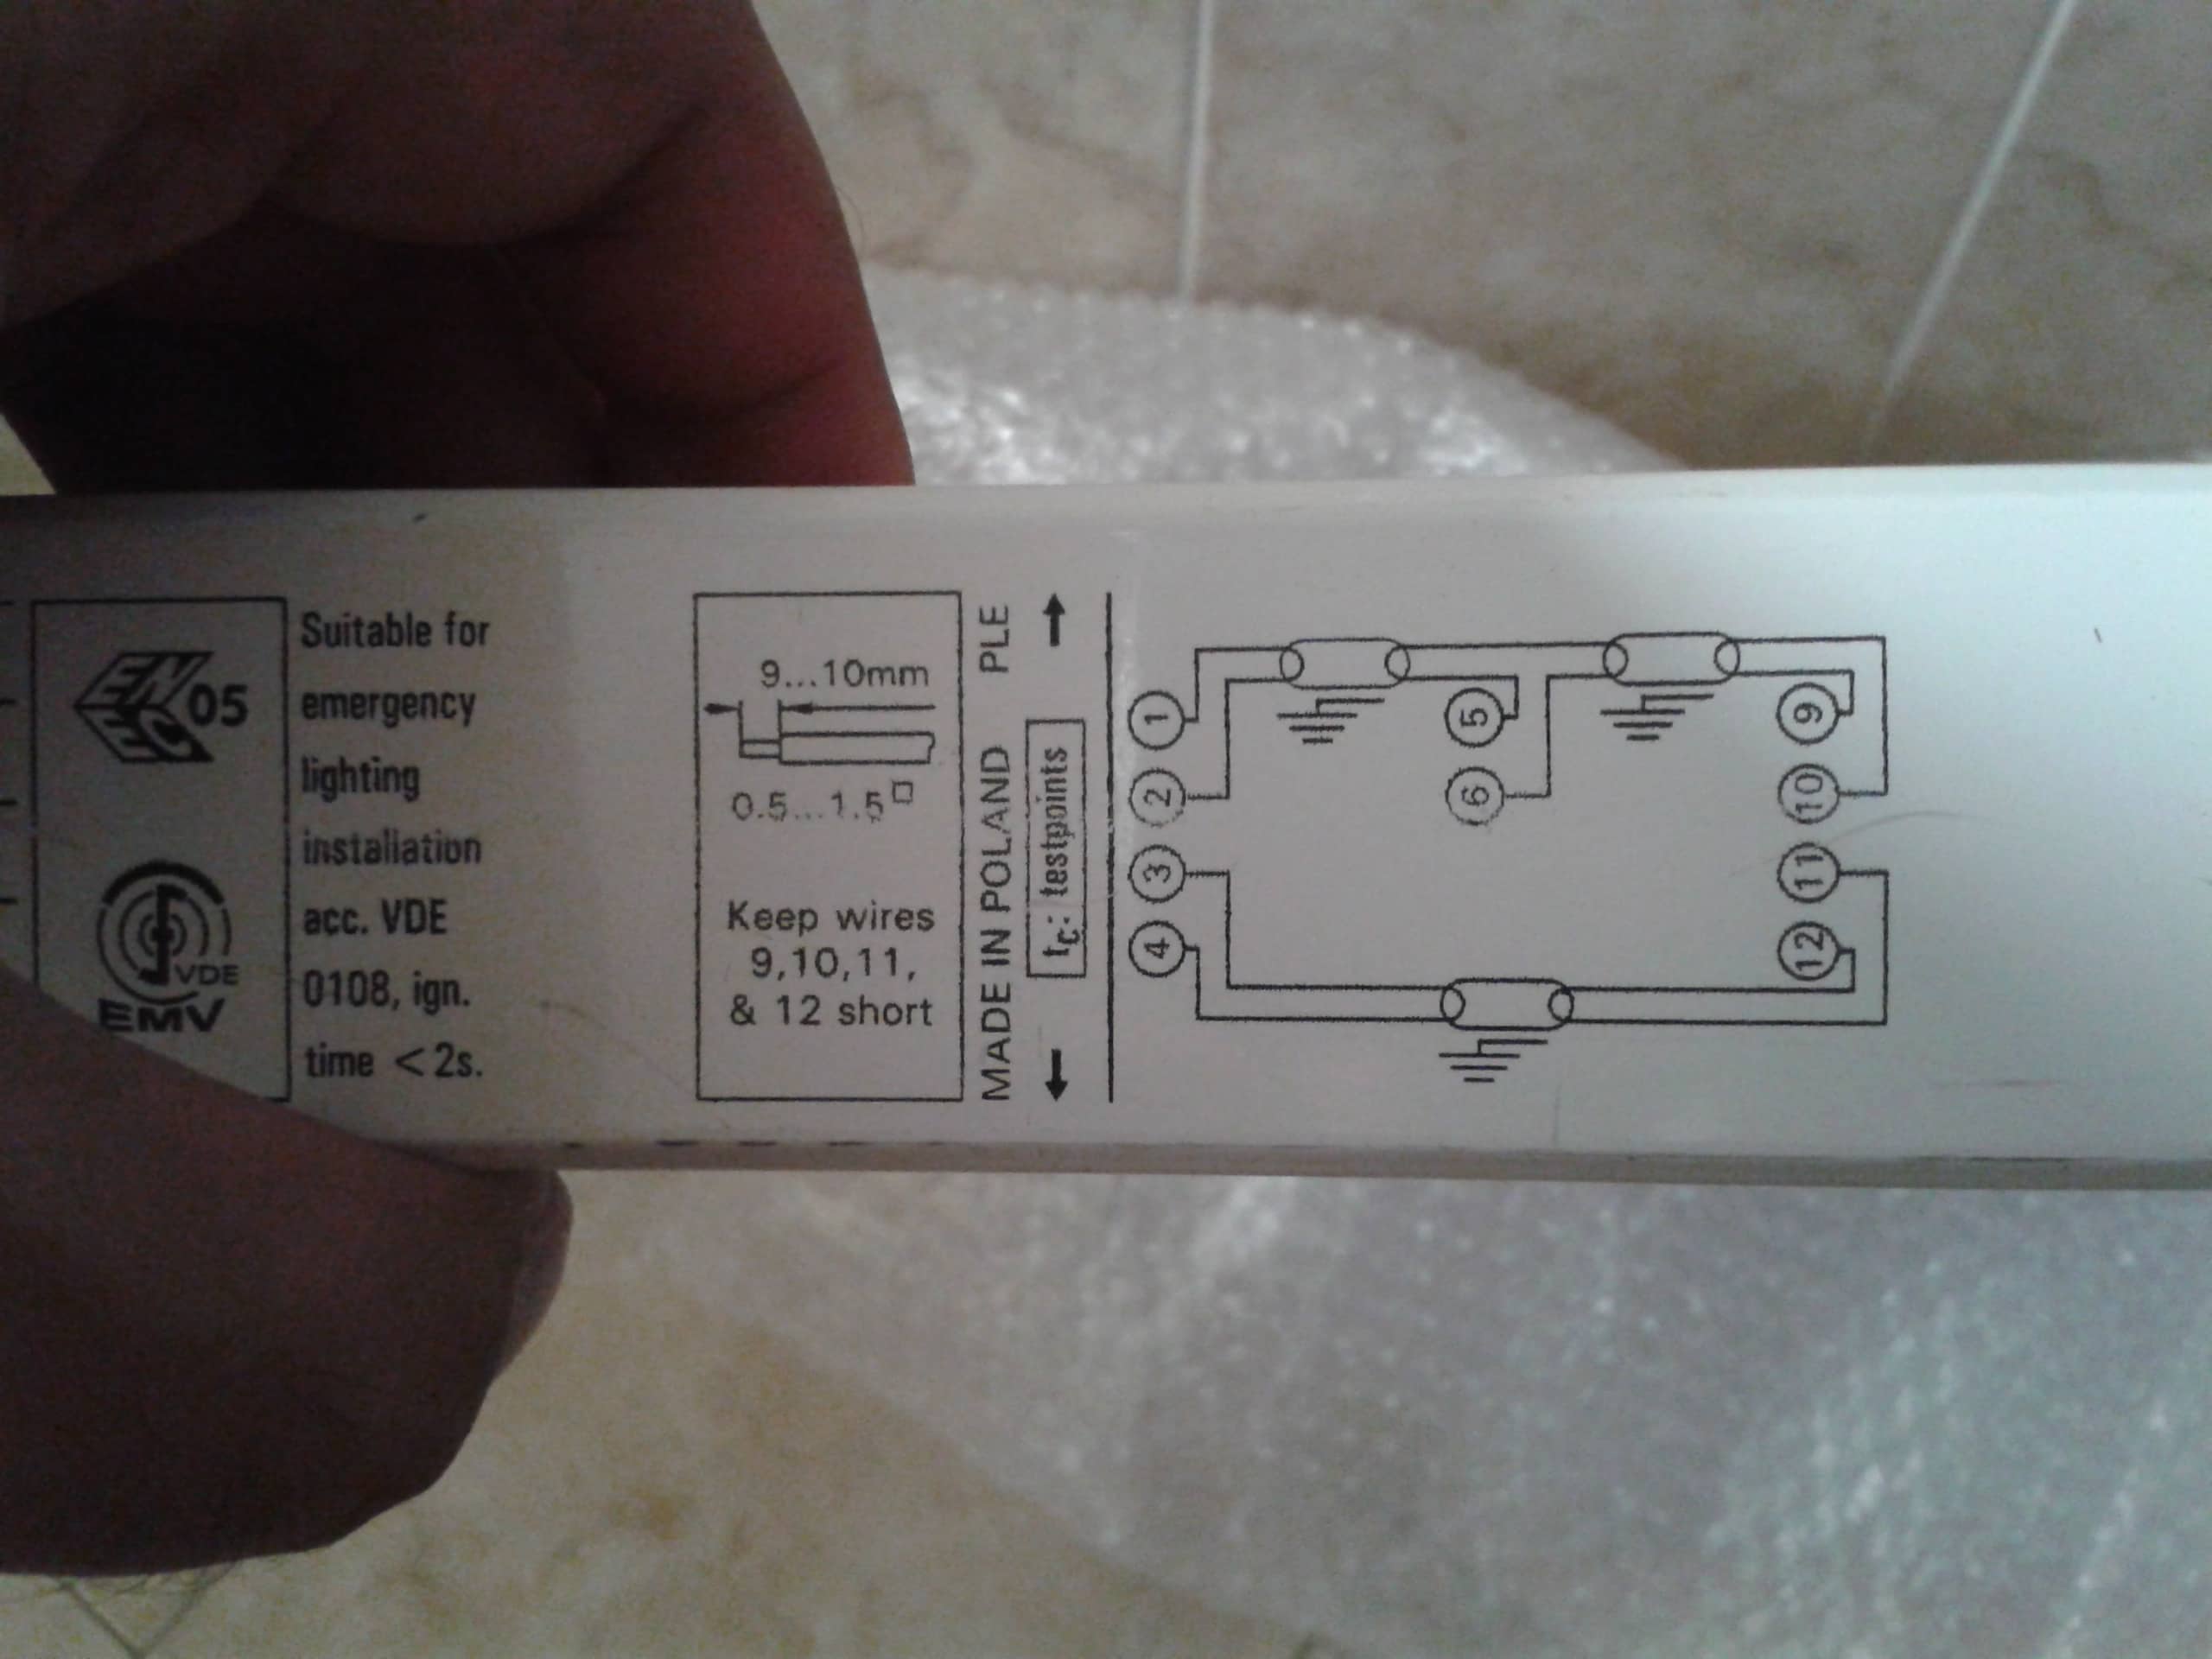 ENEC 05
VDE
EMV
Suitable for
emergency
lighting
installation
acc. VDE
0108, ign.
time < 2s.
9...10mm
0.5...1.5□
Keep wires
9,10,11,
& 12 short
MADE IN POLAND PLE
tc: testpoints
1
2
3
4
5
6
9
10
11
12